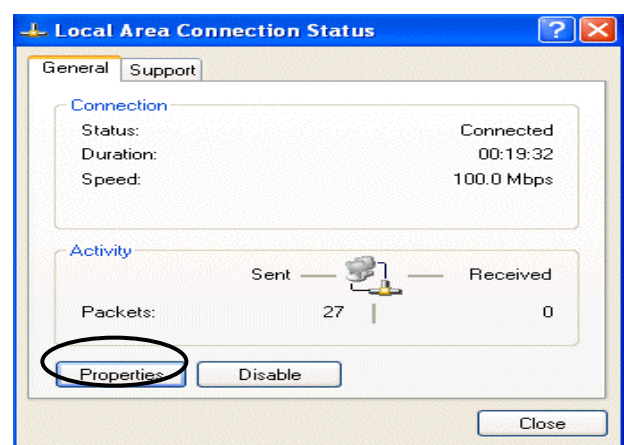 Local Area Connection Status
General Support
Connection
Status: Connected
Duration: 00:19:32
Speed: 100.0 Mbps
Activity
Sent Received
Packets: 27 0
Properties Disable
Close